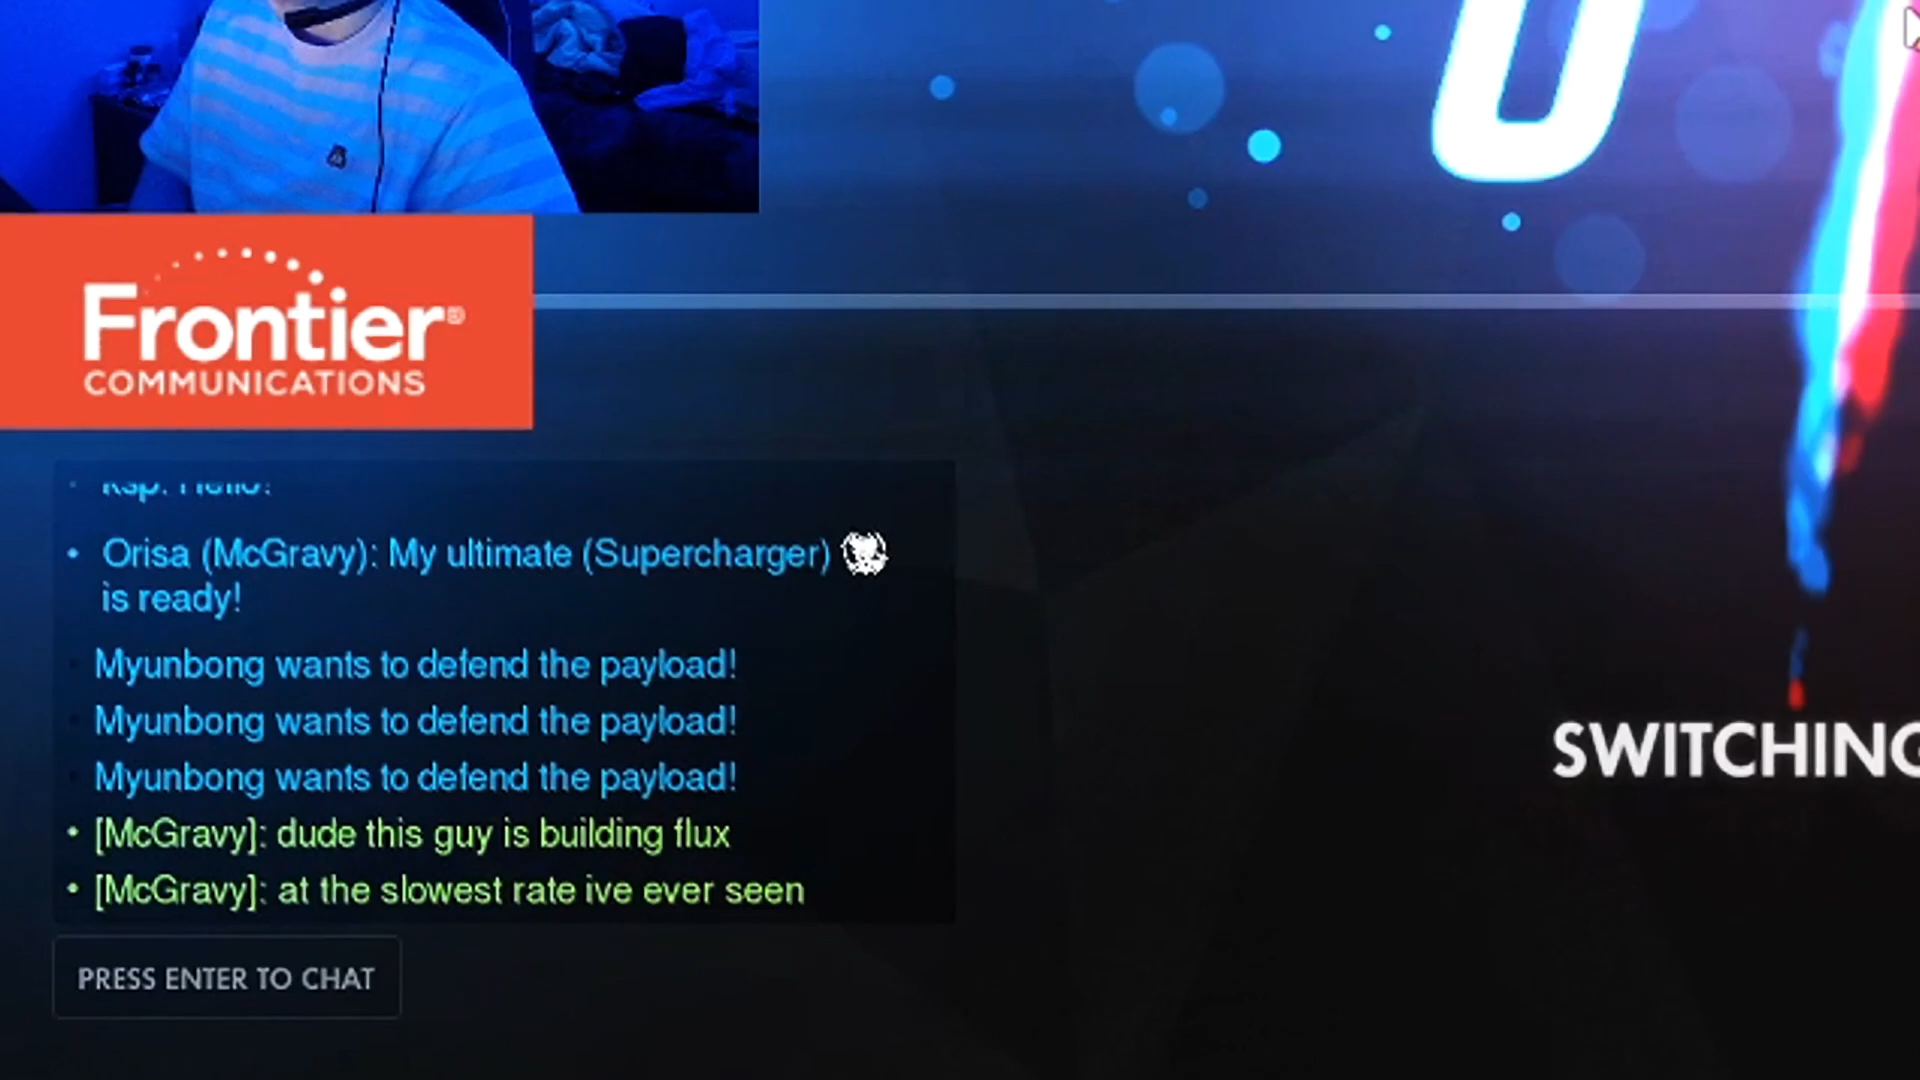 0
Frontier®
COMMUNICATIONS
Hello!
• Orisa (McGravy): My ultimate (Supercharger)
is ready!
Myunbong wants to defend the payload!
Myunbong wants to defend the payload!
Myunbong wants to defend the payload!
• [McGravy]: dude this guy is building flux
• [McGravy]: at the slowest rate ive ever seen
SWITCHING
PRESS ENTER TO CHAT